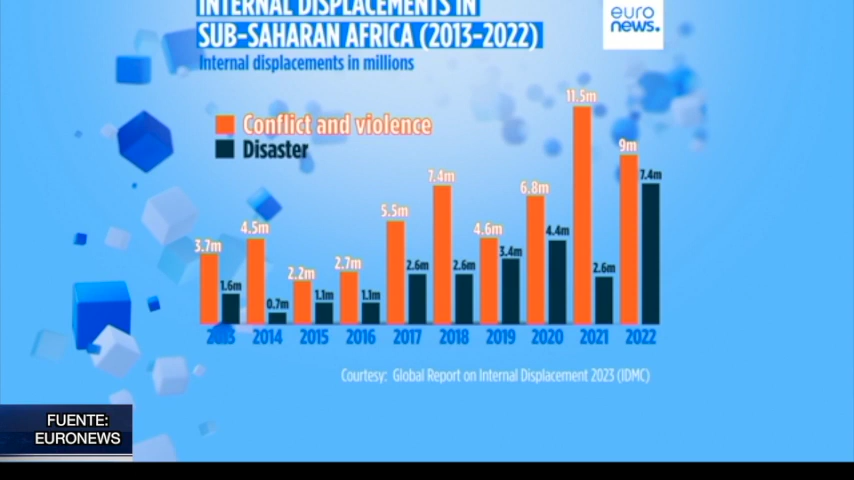 INTERNAL DISPLACEMENTS IN
SUB-SAHARAN AFRICA (2013-2022)
Internal displacements in millions
euro
news.
Conflict and violence
Disaster
3.7m
1.6m
4.5m
0.7m
2.2m
1.1m
2.7m
1.1m
5.5m
2.6m
7.4m
2.6m
4.6m
3.4m
6.8m
4.4m
11.5m
2.6m
9m
7.4m
2013 2014 2015 2016 2017 2018 2019 2020 2021 2022
Courtesy: Global Report on Internal Displacement 2023 (IDMC)
FUENTE:
EURONEWS